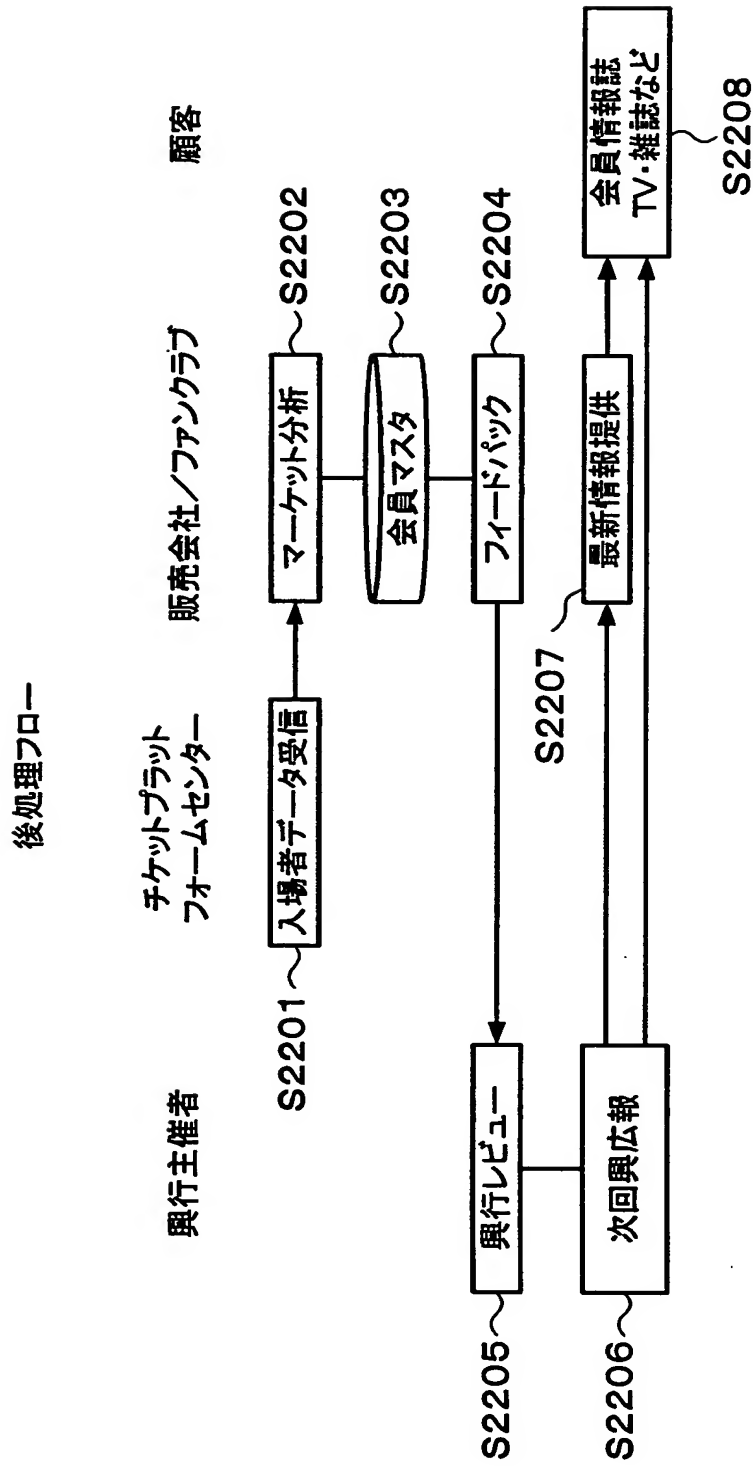 後処理フロー
興行主催者
チケットプラット
フォームセンター
販売会社／ファンクラブ
顧客
S2201
入場者データ受信
マーケット分析
S2202
会員マスタ
S2203
フィードパック
S2204
S2205
興行レビュー
S2206
次回興広報
S2207
最新情報提供
会員情報誌
TV・雑誌など
S2208